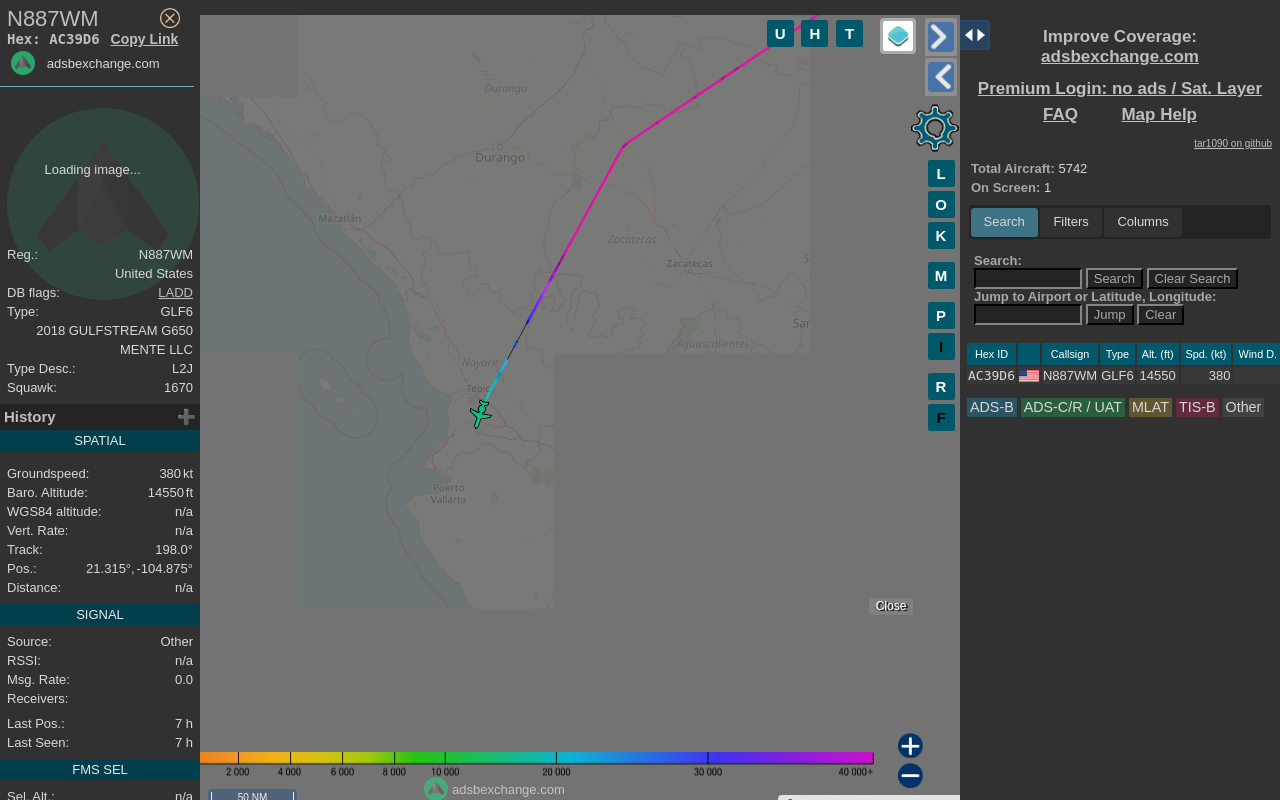 N887WM
Hex: AC39D6 Copy Link
adsbexchange.com
Loading image...
Reg.: N887WM
United States
DB flags: LADD
Type: GLF6
2018 GULFSTREAM G650
MENTE LLC
Type Desc.: L2J
Squawk: 1670
History
SPATIAL
Groundspeed: 380 kt
Baro. Altitude: 14550 ft
WGS84 altitude: n/a
Vert. Rate: n/a
Track: 198.0°
Pos.: 21.315°, -104.875°
Distance: n/a
SIGNAL
Source: Other
RSSI: n/a
Msg. Rate: 0.0
Receivers:
Last Pos.: 7 h
Last Seen: 7 h
FMS SEL
Sel. Alt.: n/a
U H T
Durango
Durango
Mazatlán
Zacatecas
Zacatecas
San
Aguascalientes
Nayarit
Tepic
Puerto
Vallarta
L
O
K
M
P
I
R
F
Close
2 000 4 000 6 000 8 000 10 000 20 000 30 000 40 000+
adsbexchange.com
50 NM
Improve Coverage:
adsbexchange.com
Premium Login: no ads / Sat. Layer
FAQ Map Help
tar1090 on github
Total Aircraft: 5742
On Screen: 1
Search Filters Columns
Search:
Search Clear Search
Jump to Airport or Latitude, Longitude:
Jump Clear
Hex ID Callsign Type Alt. (ft) Spd. (kt) Wind D.
AC39D6 N887WM GLF6 14550 380
ADS-B ADS-C/R / UAT MLAT TIS-B Other